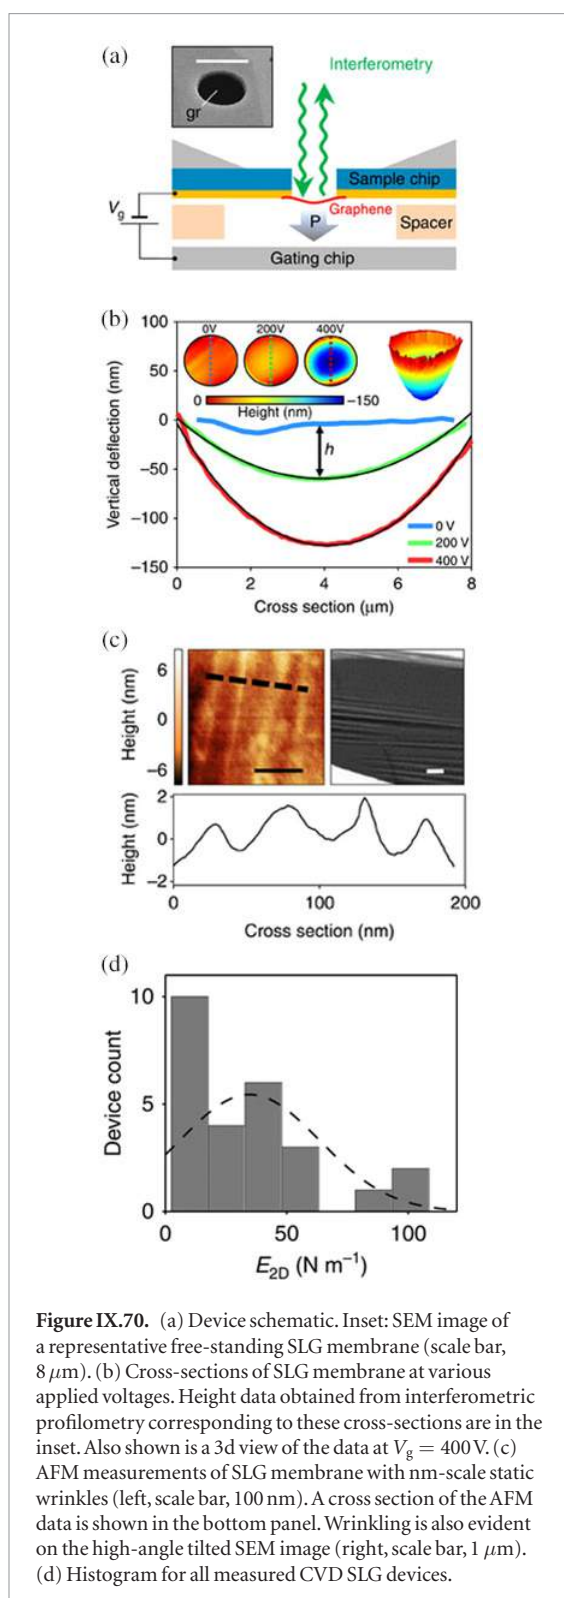 (a)
Interferometry
gr
Sample chip
Vg
Graphene
P
Spacer
Gating chip
(b)
100
50
0
−50
−100
−150
Vertical deflection (nm)
0V
200V
400V
0
−150
Height (nm)
h
0 V
200 V
400 V
0
2
4
6
8
Cross section (μm)
(c)
6
0
−6
Height (nm)
2
0
−2
Height (nm)
0
100
200
Cross section (nm)
(d)
10
5
0
Device count
0
50
100
E2D (N m−1)
Figure IX.70. (a) Device schematic. Inset: SEM image of
a representative free-standing SLG membrane (scale bar,
8 μm). (b) Cross-sections of SLG membrane at various
applied voltages. Height data obtained from interferometric
profilometry corresponding to these cross-sections are in the
inset. Also shown is a 3d view of the data at Vg = 400 V. (c)
AFM measurements of SLG membrane with nm-scale static
wrinkles (left, scale bar, 100 nm). A cross section of the AFM
data is shown in the bottom panel. Wrinkling is also evident
on the high-angle tilted SEM image (right, scale bar, 1 μm).
(d) Histogram for all measured CVD SLG devices.